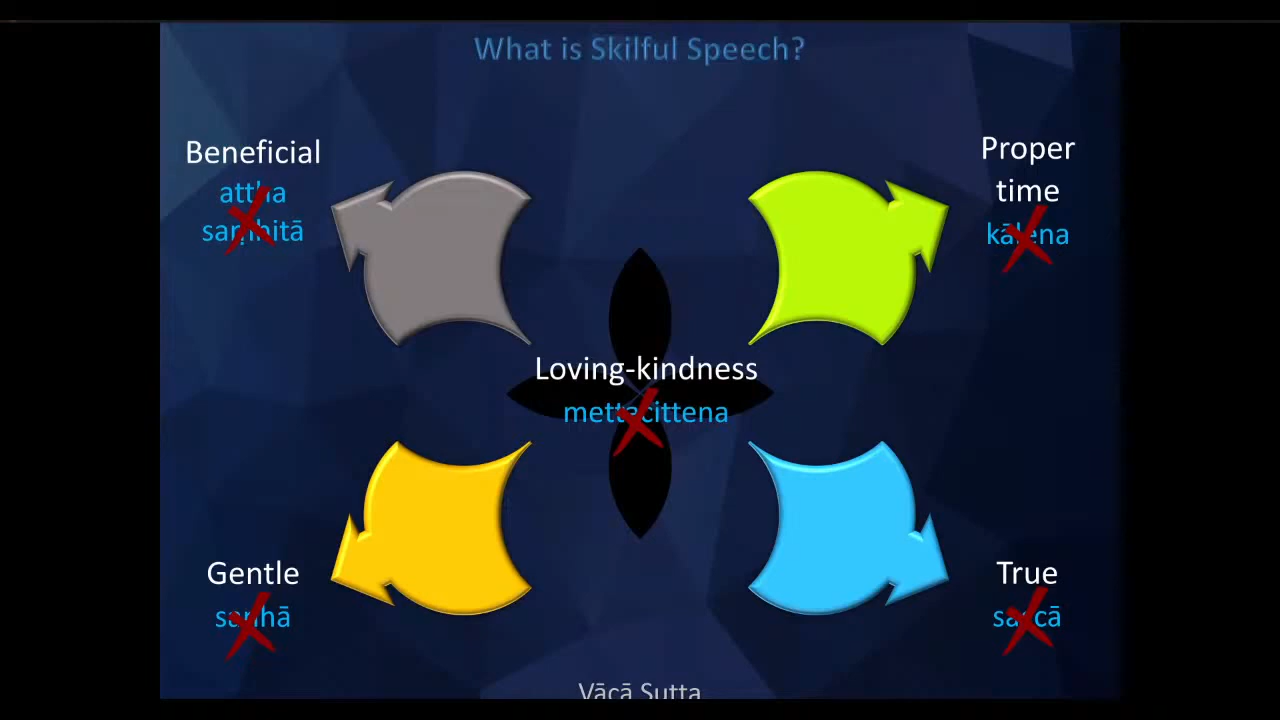 What is Skilful Speech?
Beneficial
attha
saṃhitā
Proper
time
kālena
Loving-kindness
mettacittena
Gentle
saṇhā
True
saccā
Vācā Sutta